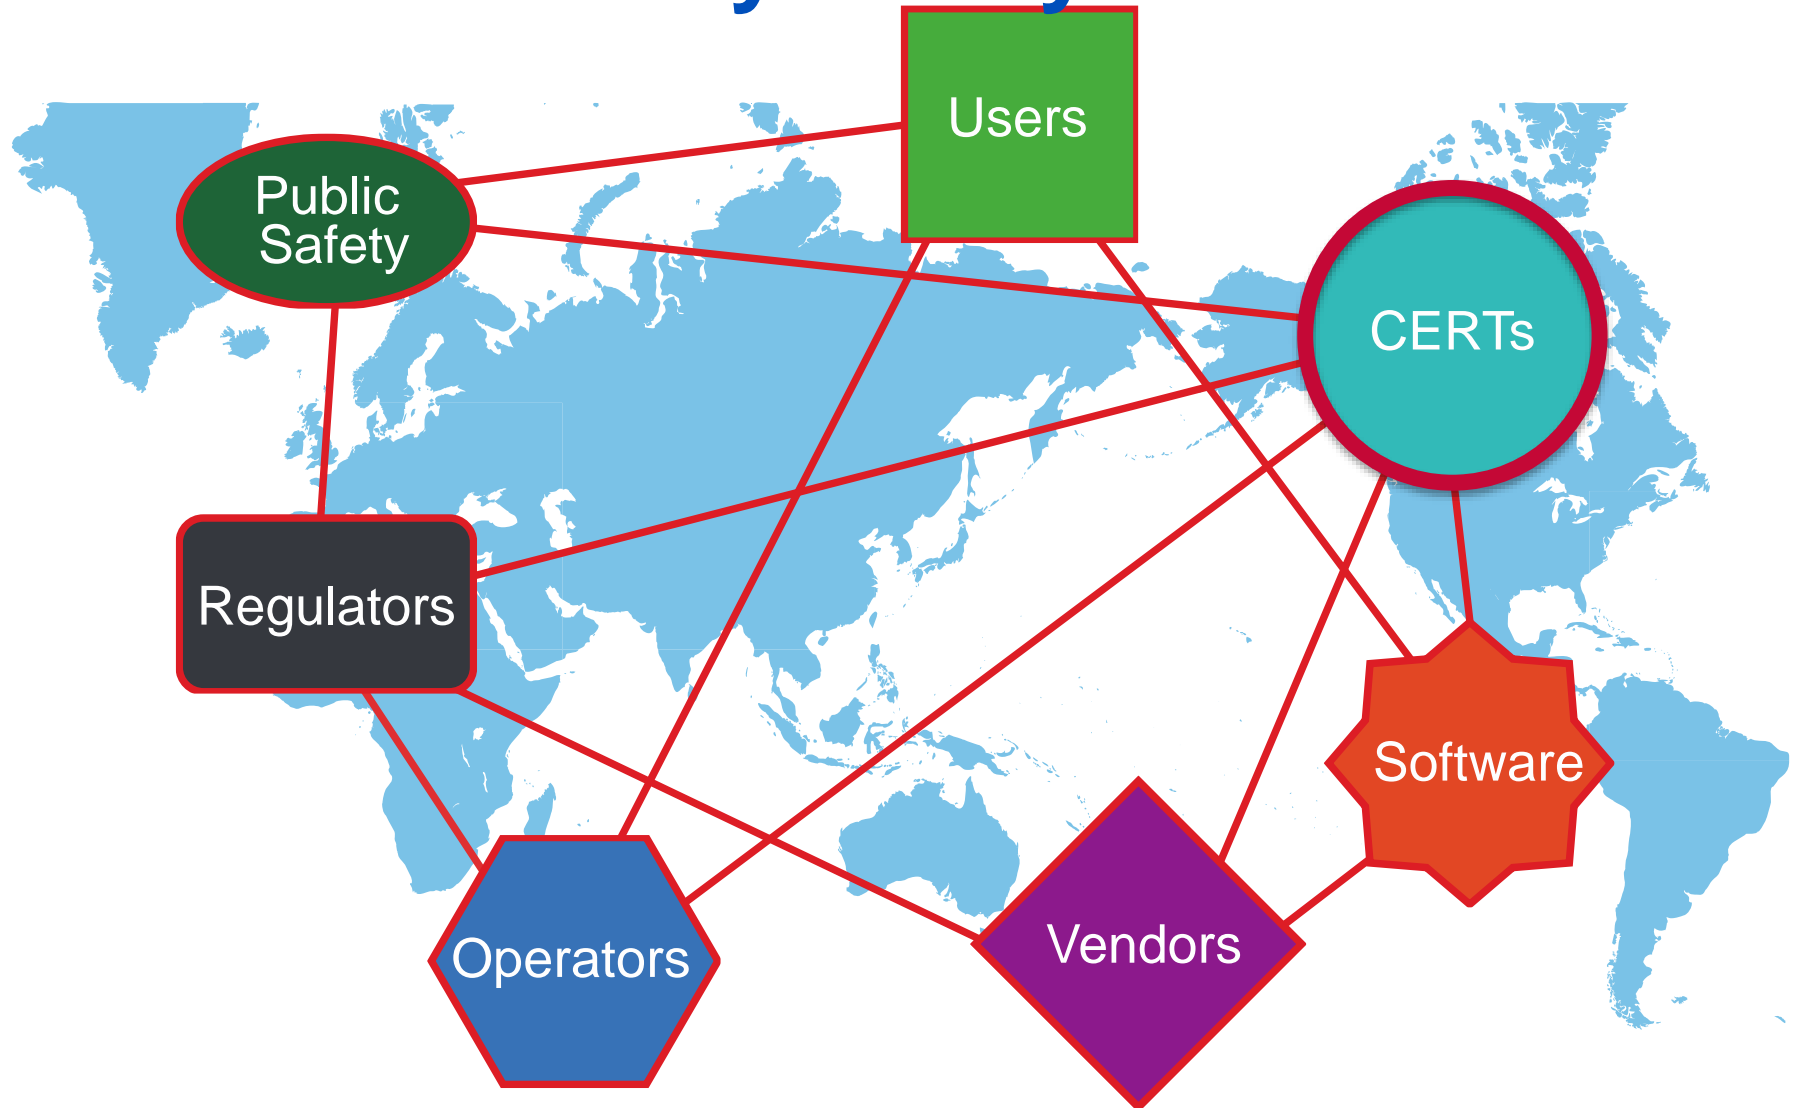 Users
Public
Safety
CERTs
Regulators
Software
Vendors
Operators